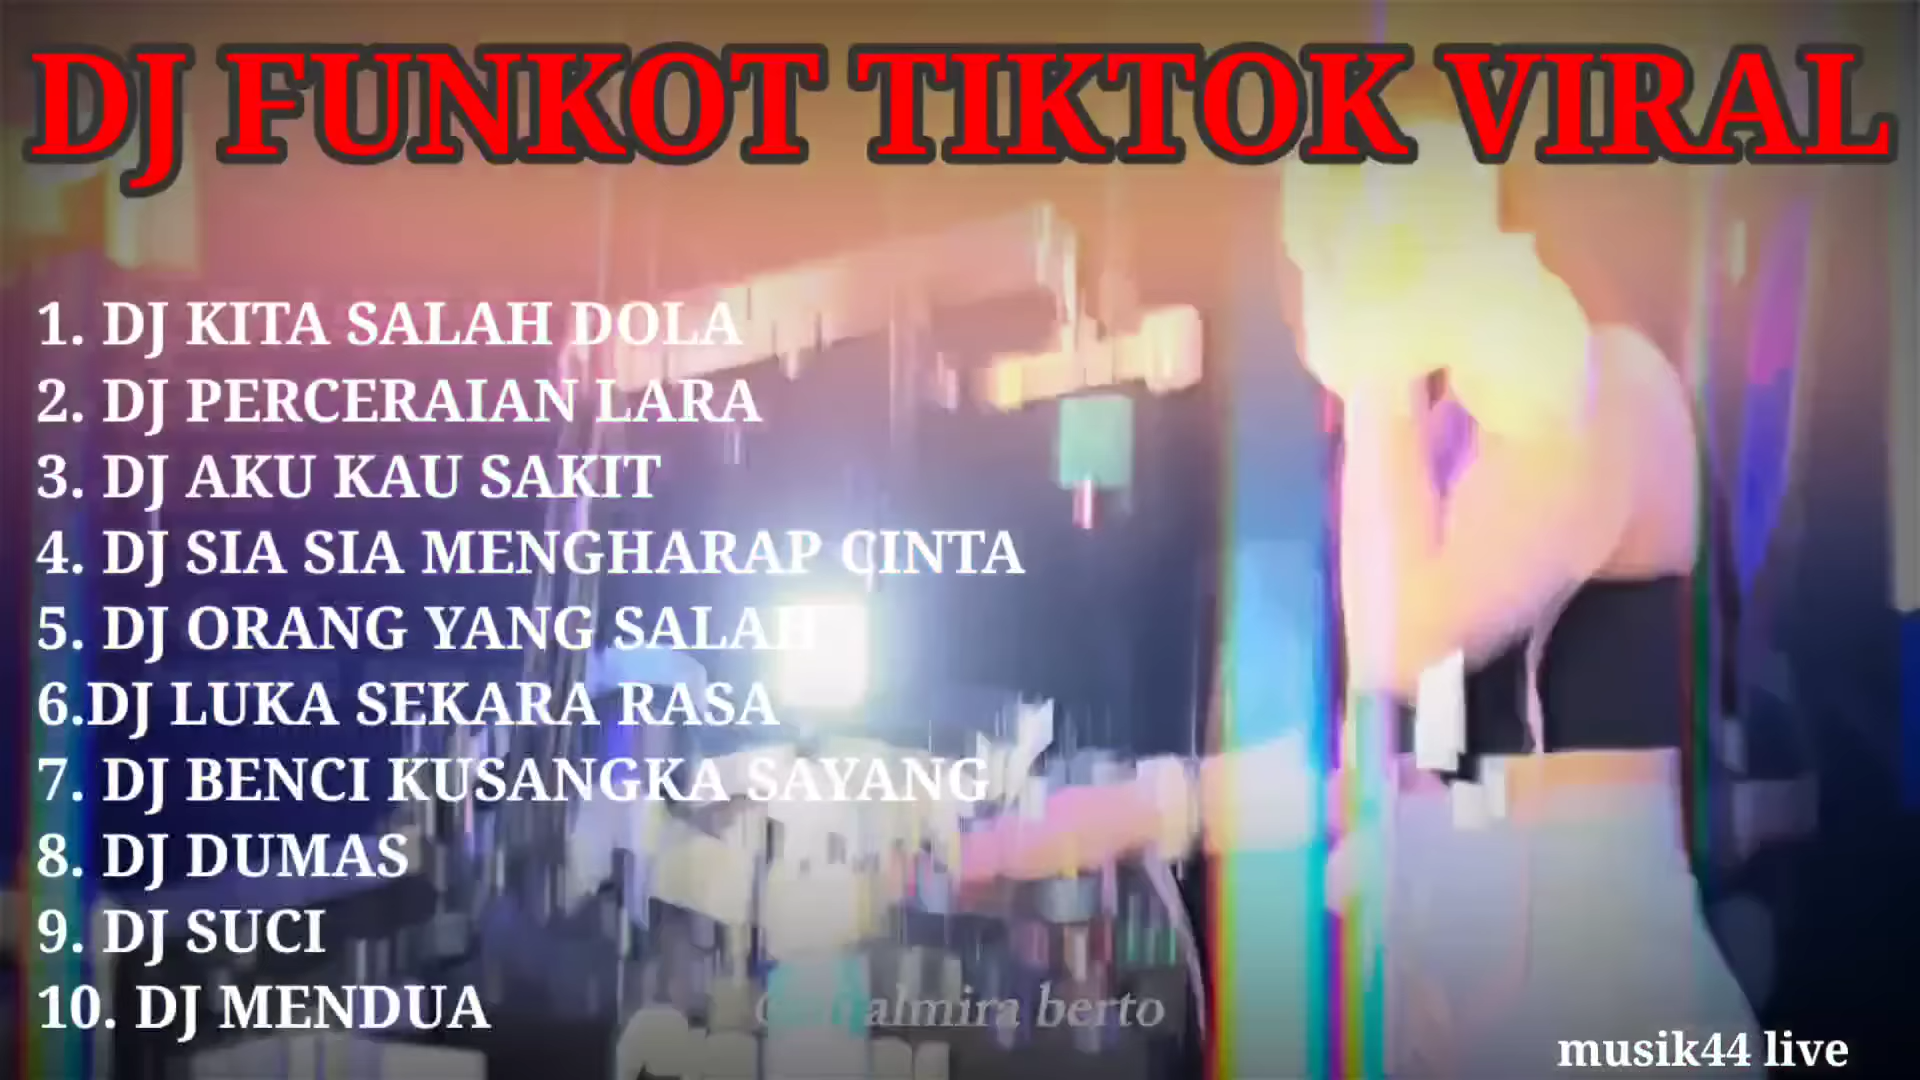 DJ FUNKOT TIKTOK VIRAL
1. DJ KITA SALAH DOLA
2. DJ PERCERAIAN LARA
3. DJ AKU KAU SAKIT
4. DJ SIA SIA MENGHARAP CINTA
5. DJ ORANG YANG SALAH
6.DJ LUKA SEKARA RASA
7. DJ BENCI KUSANGKA SAYANG
8. DJ DUMAS
9. DJ SUCI
10. DJ MENDUA
almira berto
musik44 live